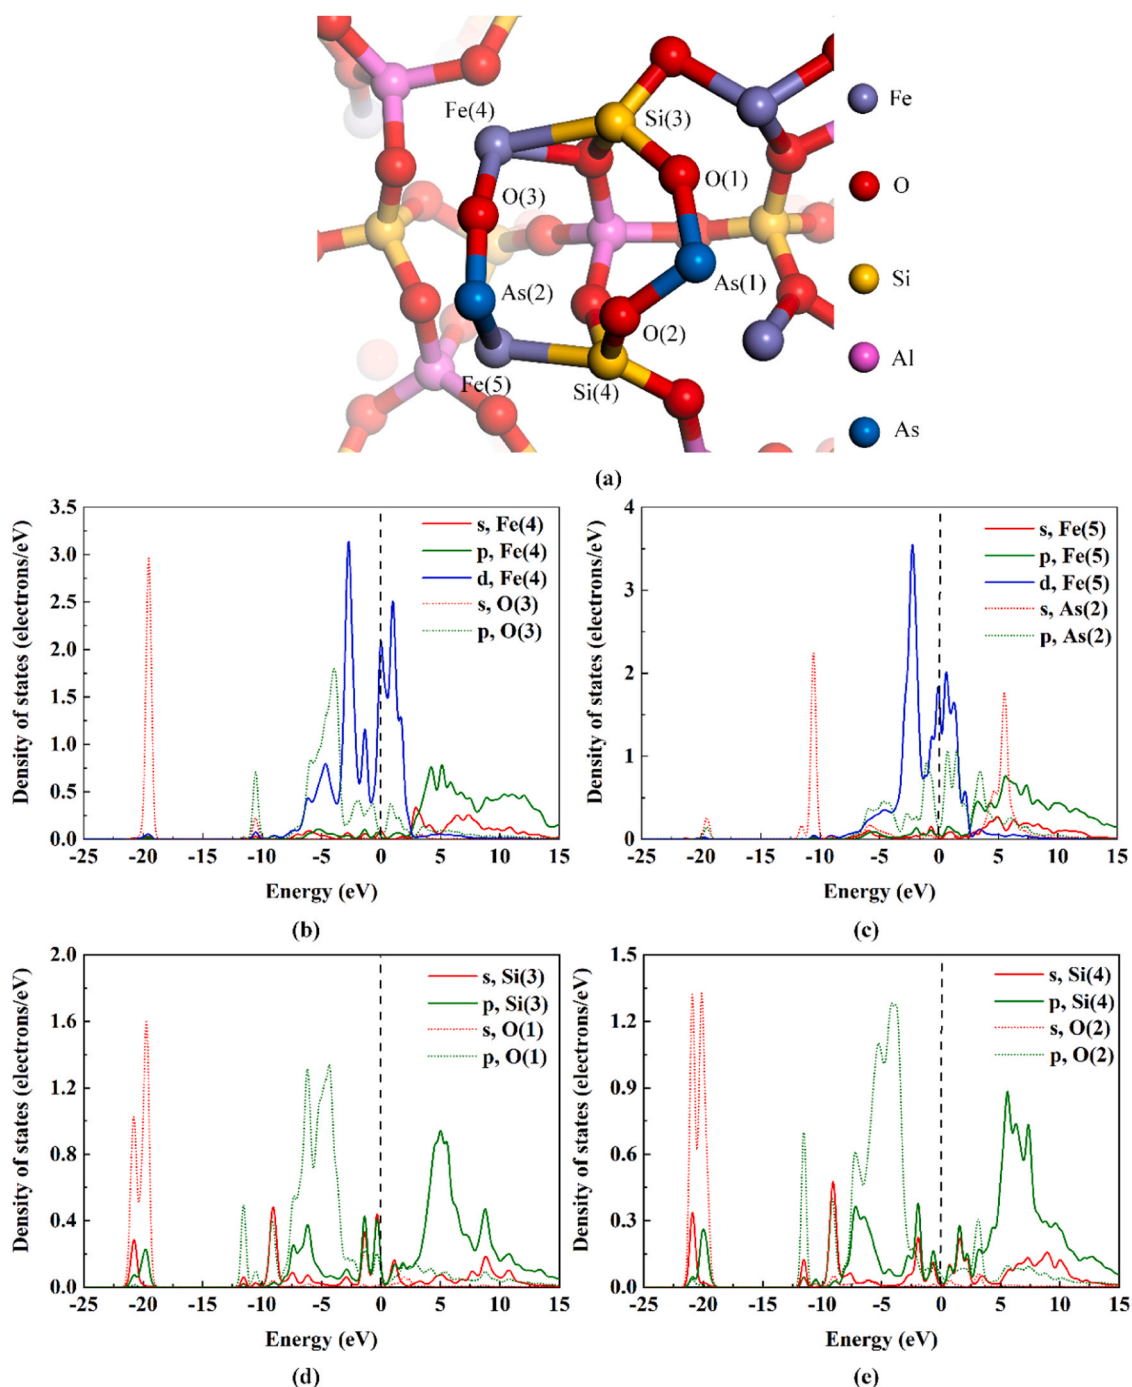 Fe(4)
Si(3)
Fe
O(3)
O(1)
O
As(2)
As(1)
Si
O(2)
Fe(5)
Si(4)
Al
As
(a)
Density of states (electrons/eV)
3.5
3.0
2.5
2.0
1.5
1.0
0.5
0.0
s, Fe(4)
p, Fe(4)
d, Fe(4)
s, O(3)
p, O(3)
-25 -20 -15 -10 -5 0 5 10 15
Energy (eV)
(b)
Density of states (electrons/eV)
4
3
2
1
0
s, Fe(5)
p, Fe(5)
d, Fe(5)
s, As(2)
p, As(2)
-25 -20 -15 -10 -5 0 5 10 15
Energy (eV)
(c)
Density of states (electrons/eV)
2.0
1.6
1.2
0.8
0.4
0.0
s, Si(3)
p, Si(3)
s, O(1)
p, O(1)
-25 -20 -15 -10 -5 0 5 10 15
Energy (eV)
(d)
Density of states (electrons/eV)
1.5
1.2
0.9
0.6
0.3
0.0
s, Si(4)
p, Si(4)
s, O(2)
p, O(2)
-25 -20 -15 -10 -5 0 5 10 15
Energy (eV)
(e)